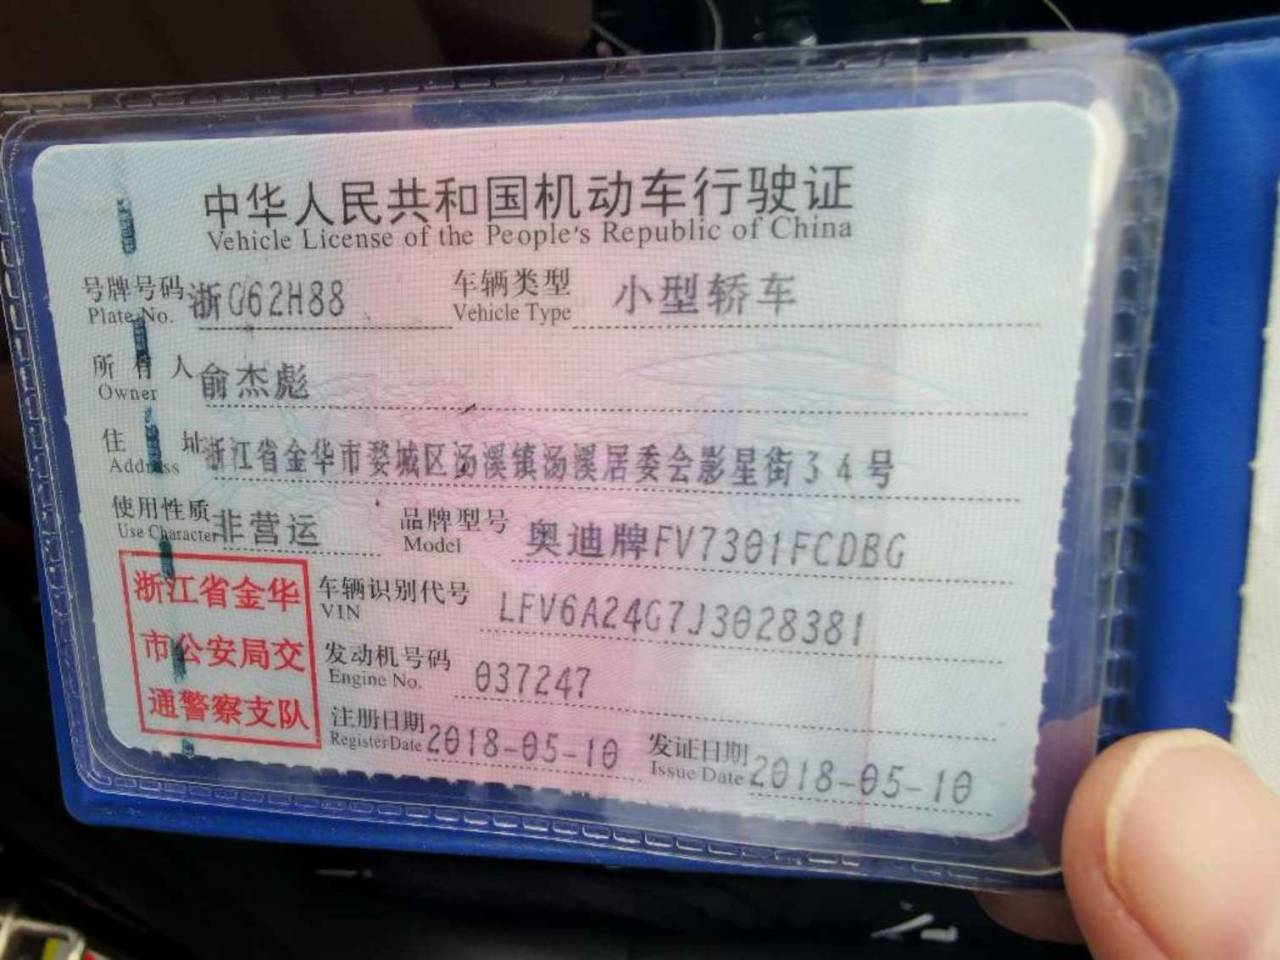 中华人民共和国机动车行驶证
Vehicle License of the People's Republic of China
号牌号码 浙G62H88 车辆类型 小型轿车
Plate No. Vehicle Type
所有人 俞杰彪
Owner
住址 浙江省金华市婺城区汤溪镇汤溪居委会影星街34号
Address
使用性质 非营运 品牌型号 奥迪牌FV7301FCDBG
Use Character Model
浙江省金华
市公安局交
通警察支队
车辆识别代号 LFV6A24G7J3028381
VIN
发动机号码 037247
Engine No.
注册日期 2018-05-10 发证日期 2018-05-10
Register Date Issue Date